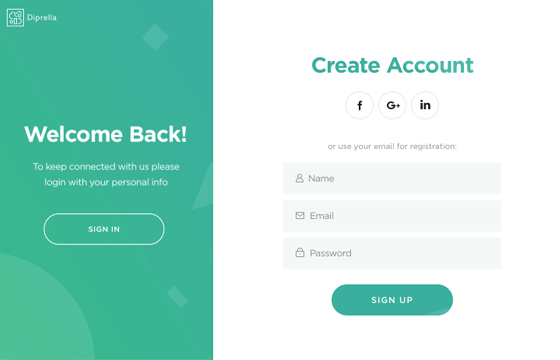 Diprella
Welcome Back!
To keep connected with us please
login with your personal info
SIGN IN
Create Account
f
G+
in
or use your email for registration:
Name
Email
Password
SIGN UP